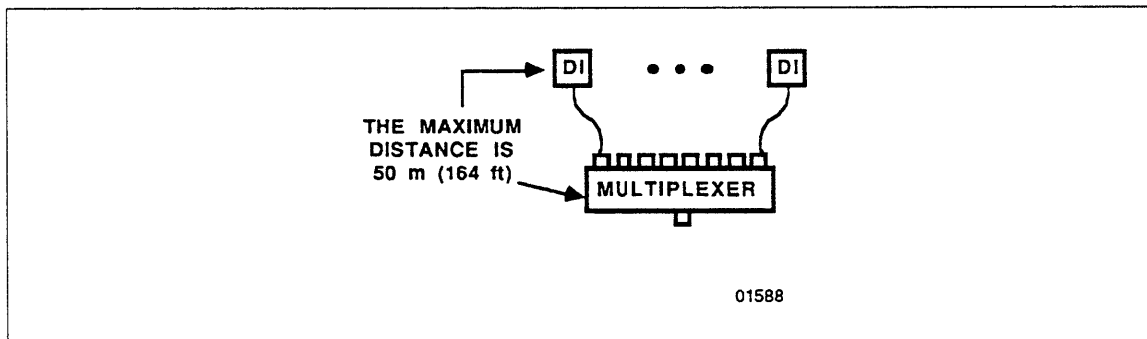 DI • • • DI
THE MAXIMUM
DISTANCE IS
50 m (164 ft)
MULTIPLEXER
01588